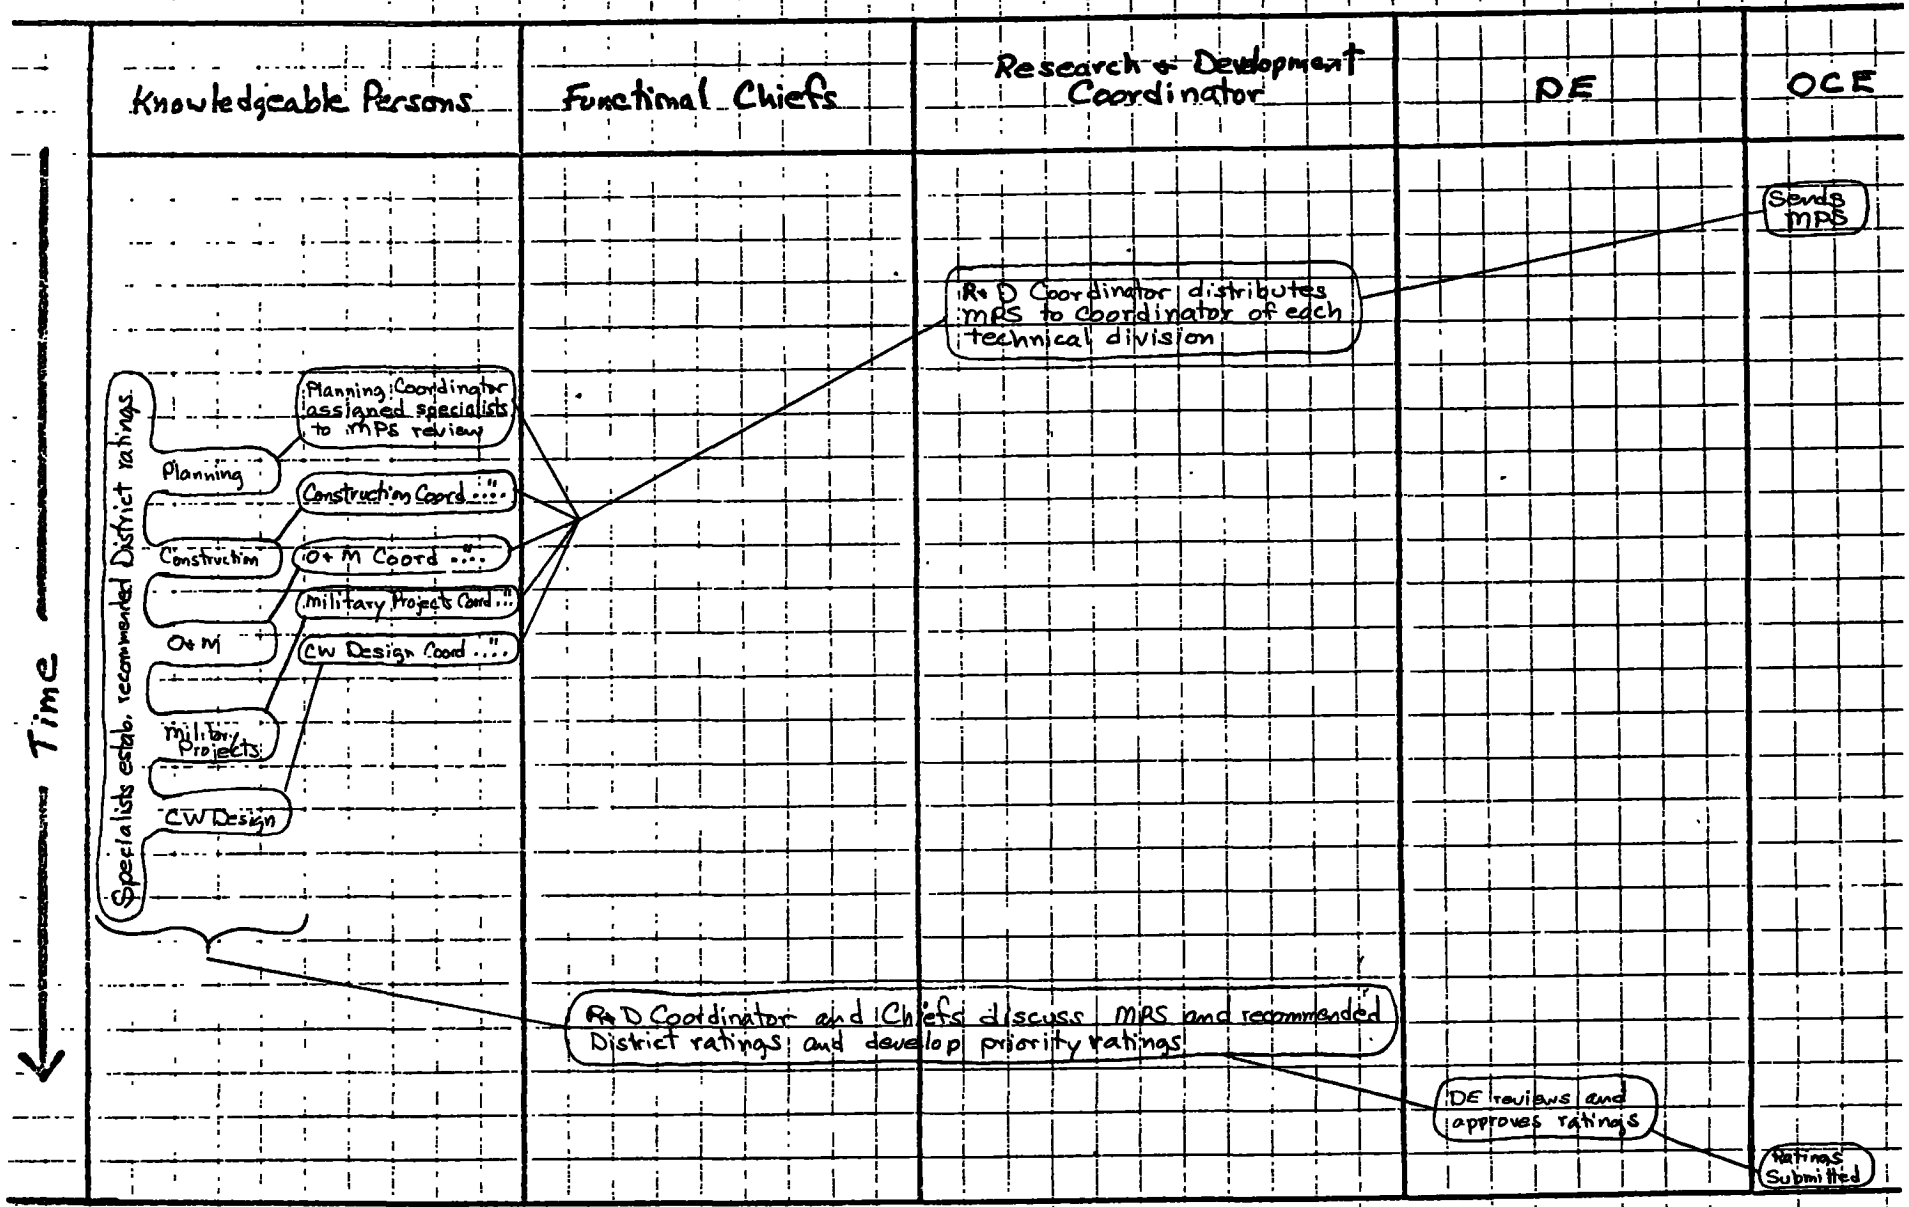 Knowledgeable Persons
Functional Chiefs
Research & Development
Coordinator
DE
OCE
Time
Sends
MPS
R&D Coordinator distributes
MPS to Coordinator of each
technical division
Planning Coordinator
assigned specialists
to MPS review
Construction Coord ..".
O&M Coord ..".
Military Projects Coord .."
CW Design Coord ..".
Specialists estab. recommended District ratings.
Planning
Construction
O&M
Military
Projects
CW Design
R&D Coordinator and Chiefs discuss MPS and recommended
District ratings and develop priority ratings
DE reviews and
approves ratings
Ratings
Submitted